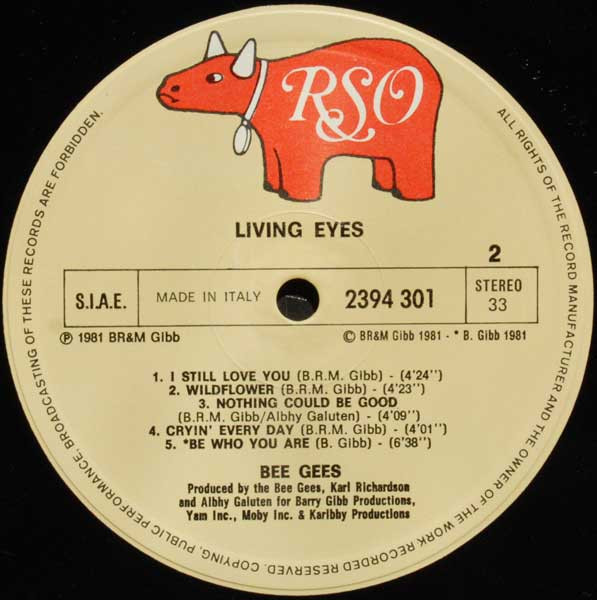 RSO
LIVING EYES
2
S.I.A.E.
MADE IN ITALY
2394 301
STEREO
33
℗ 1981 BR&M Gibb
© BR&M Gibb 1981 - * B. Gibb 1981
1. I STILL LOVE YOU (B.R.M. Gibb) - (4'24'')
2. WILDFLOWER (B.R.M. Gibb) - (4'23'')
3. NOTHING COULD BE GOOD
(B.R.M. Gibb/Albhy Galuten) - (4'09'')
4. CRYIN' EVERY DAY (B.R.M. Gibb) - (4'01'')
5. *BE WHO YOU ARE (B. Gibb) - (6'38'')
BEE GEES
Produced by the Bee Gees, Karl Richardson
and Albhy Galuten for Barry Gibb Productions,
Yam Inc., Moby Inc. & Karibby Productions
ALL RIGHTS OF THE RECORD MANUFACTURER AND THE OWNER OF THE WORK RECORDED RESERVED. COPYING, PUBLIC PERFORMANCE, BROADCASTING OF THESE RECORDS ARE FORBIDDEN.